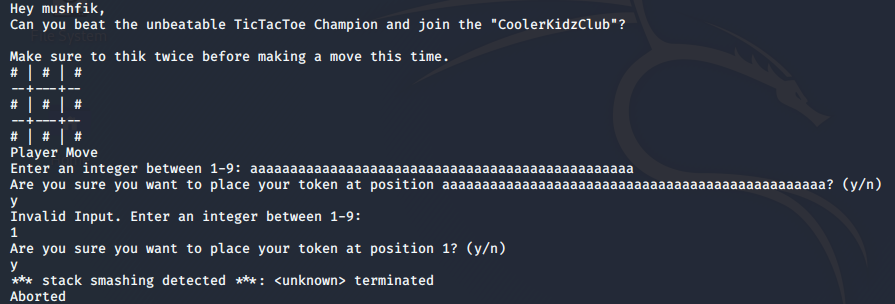 Hey mushfik,
Can you beat the unbeatable TicTacToe Champion and join the "CoolerKidzClub"?
Make sure to thik twice before making a move this time.
# | # | #
--+---+--
# | # | #
--+---+--
# | # | #
Player Move
Enter an integer between 1-9: aaaaaaaaaaaaaaaaaaaaaaaaaaaaaaaaaaaaaaaaaaaaaaaa
Are you sure you want to place your token at position aaaaaaaaaaaaaaaaaaaaaaaaaaaaaaaaaaaaaaaaaaaaaaaa? (y/n)
y
Invalid Input. Enter an integer between 1-9:
1
Are you sure you want to place your token at position 1? (y/n)
y
*** stack smashing detected ***: <unknown> terminated
Aborted